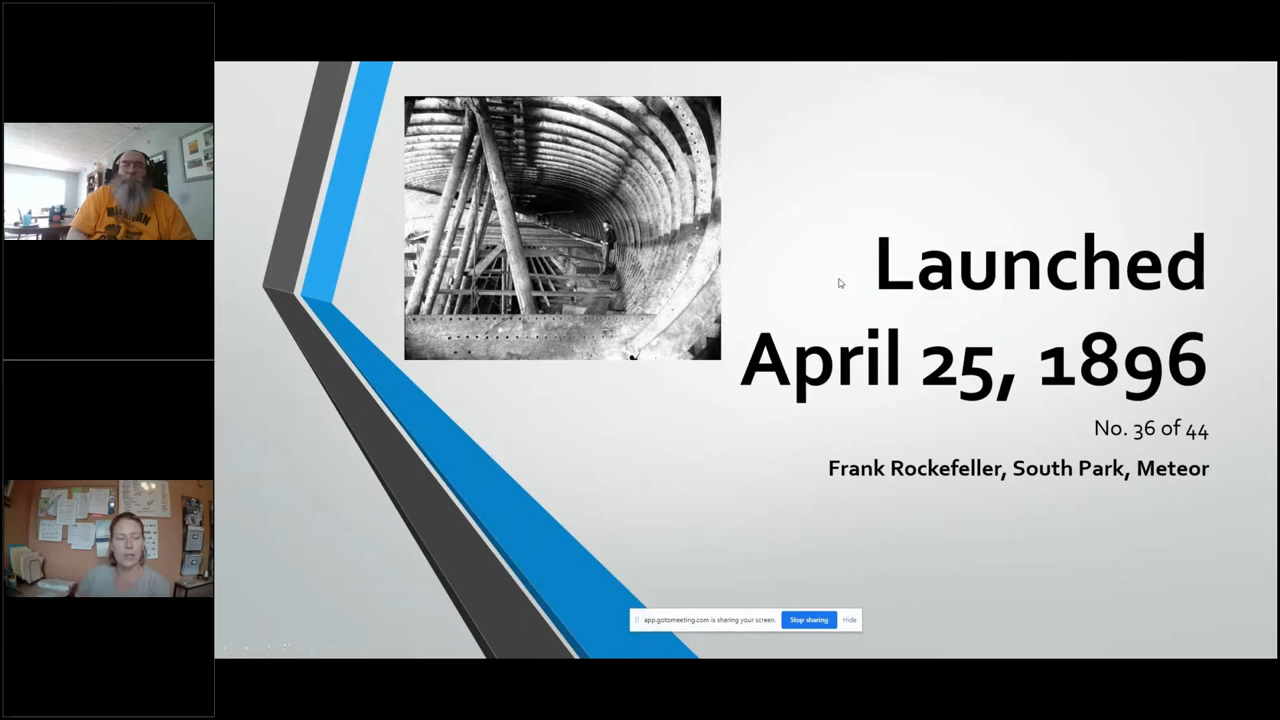 Launched
April 25, 1896
No. 36 of 44
Frank Rockefeller, South Park, Meteor
app.gotomeeting.com is sharing your screen.
Stop sharing
Hide